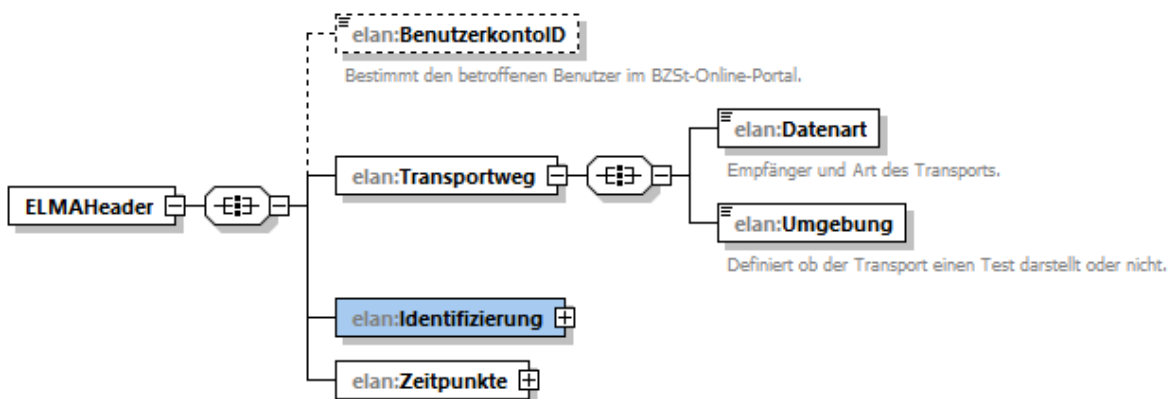 elan:BenutzerkontoID
Bestimmt den betroffenen Benutzer im BZSt-Online-Portal.
elan:Datenart
Empfänger und Art des Transports.
elan:Transportweg
ELMAHeader
elan:Umgebung
Definiert ob der Transport einen Test darstellt oder nicht.
elan:Identifizierung
elan:Zeitpunkte